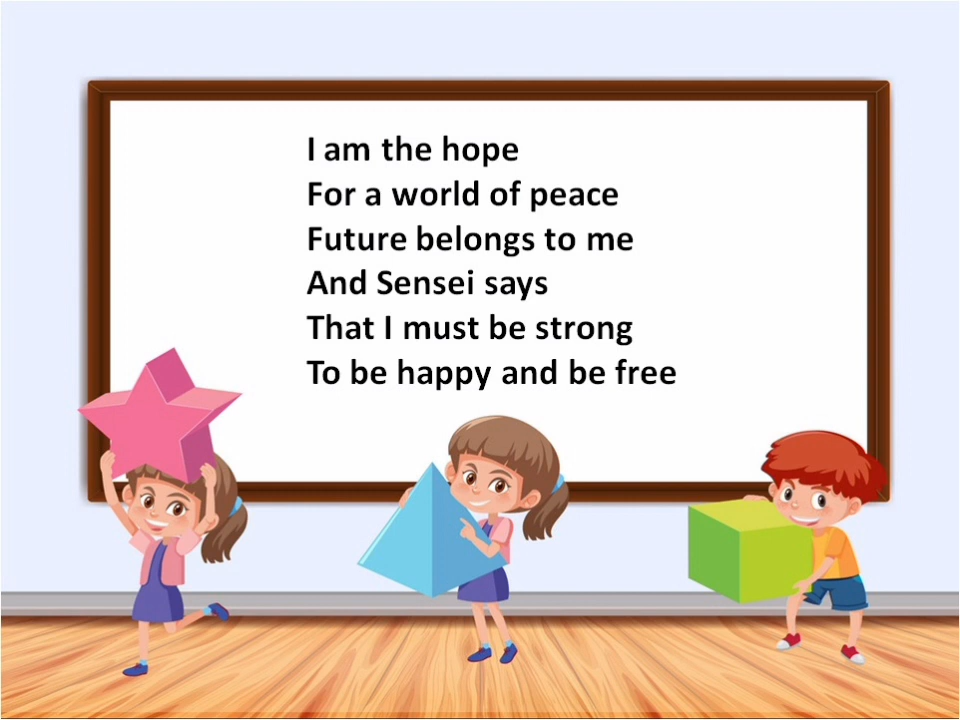 I am the hope
For a world of peace
Future belongs to me
And Sensei says
That I must be strong
To be happy and be free